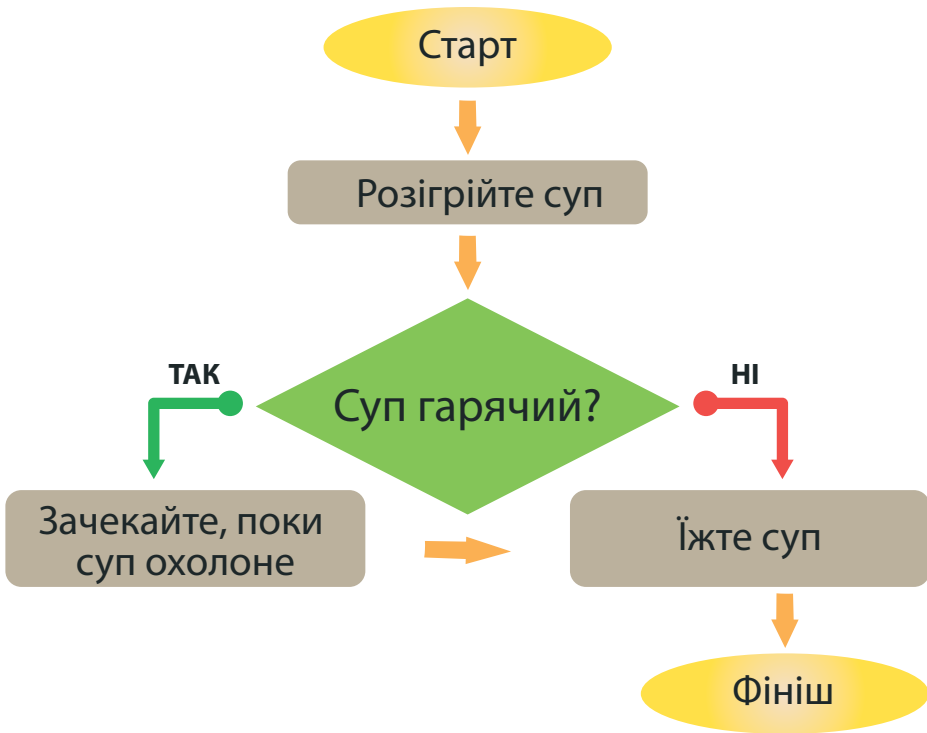 Старт
Розігрійте суп
Суп гарячий?
ТАК
НІ
Зачекайте, поки
суп охолоне
Їжте суп
Фініш